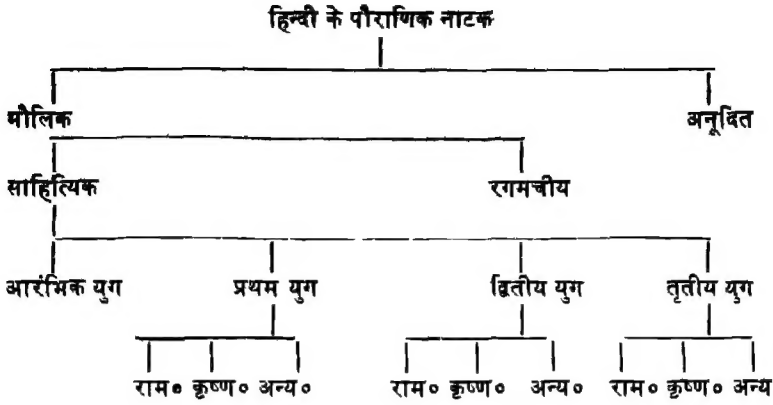 हिन्दी के पौराणिक नाटक
मौलिक अनूदित
साहित्यिक रगमचीय
आरंभिक युग प्रथम युग द्वितीय युग तृतीय युग
राम० कृष्ण० अन्य० राम० कृष्ण० अन्य० राम० कृष्ण० अन्य